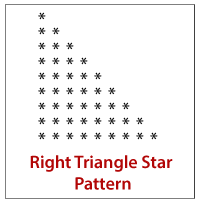 *
* *
* * *
* * * *
* * * * *
* * * * * *
* * * * * * *
* * * * * * * *
* * * * * * * * *
Right Triangle Star
Pattern